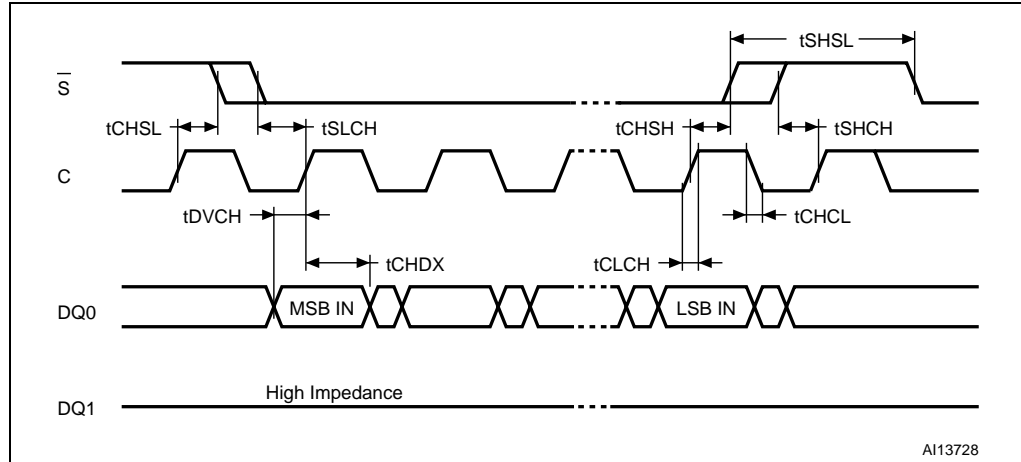 tSHSL
S̅
tCHSL
tSLCH
tCHSH
tSHCH
C
tDVCH
tCHCL
tCHDX
tCLCH
DQ0
MSB IN
LSB IN
High Impedance
DQ1
AI13728